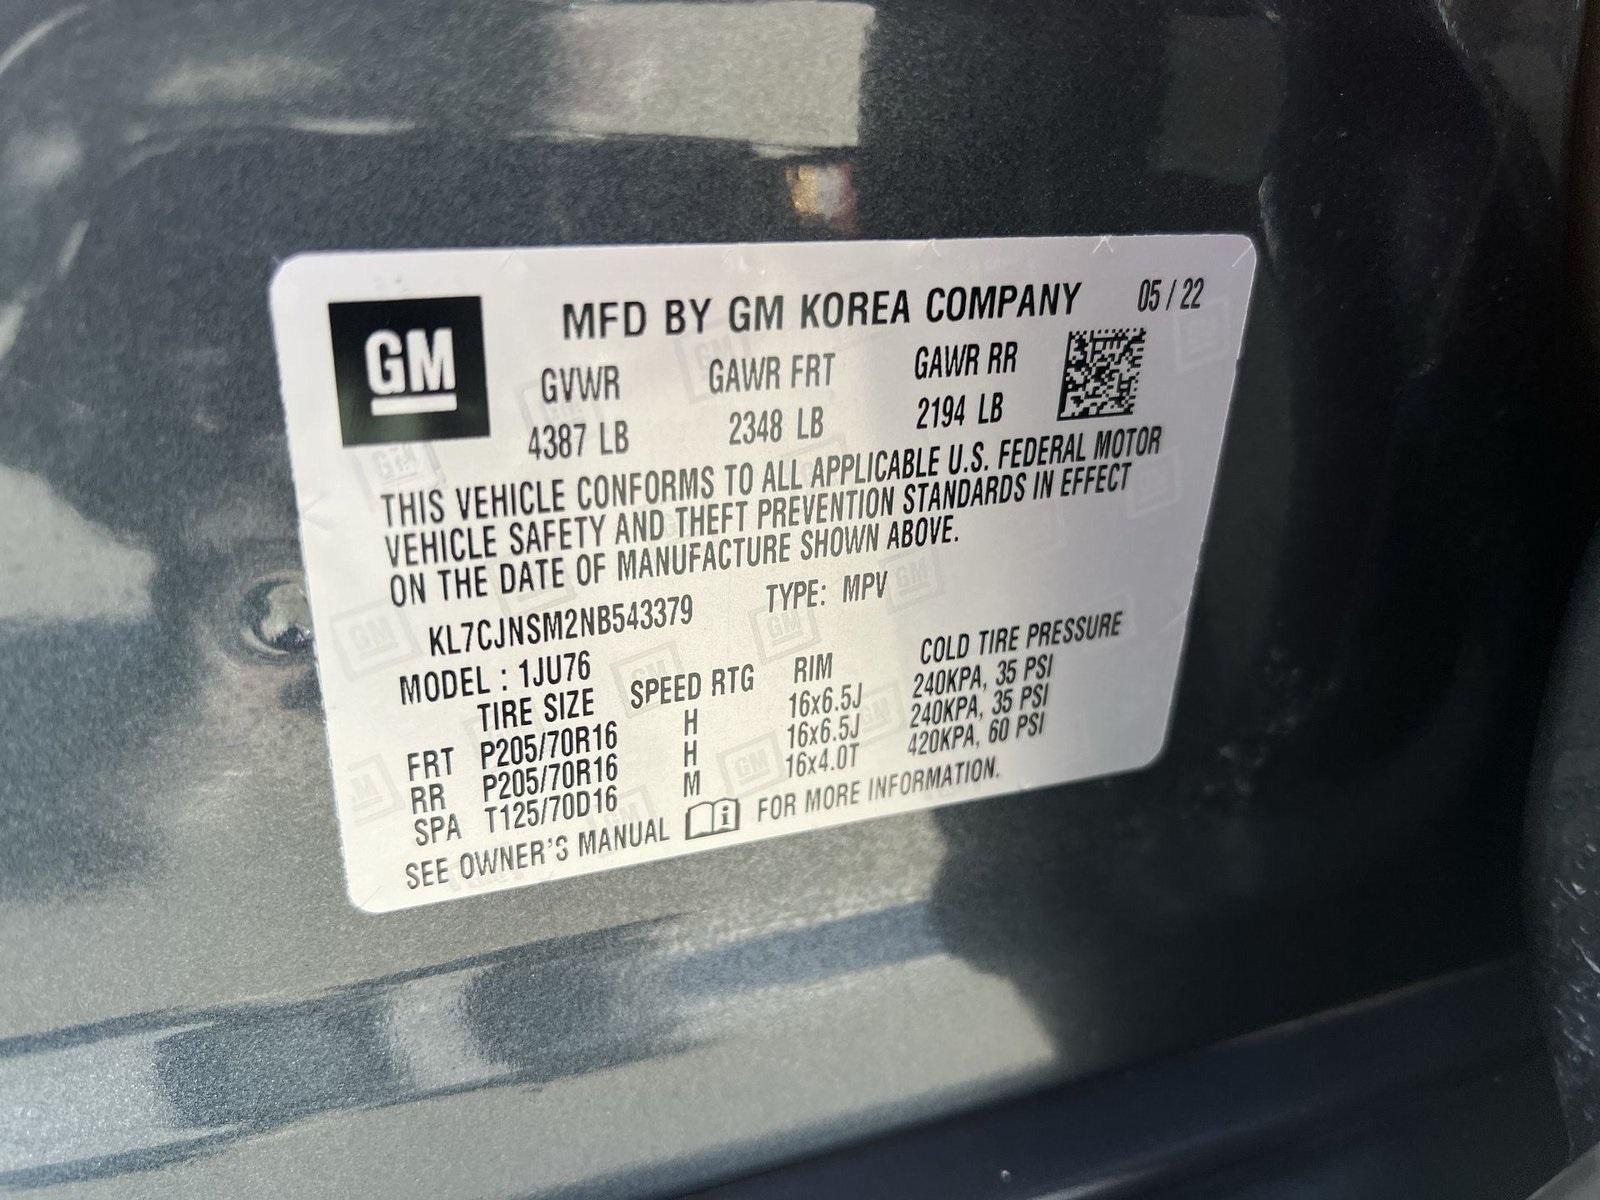 GM
MFD BY GM KOREA COMPANY 05 / 22
GVWR GAWR FRT GAWR RR
4387 LB 2348 LB 2194 LB
THIS VEHICLE CONFORMS TO ALL APPLICABLE U.S. FEDERAL MOTOR
VEHICLE SAFETY AND THEFT PREVENTION STANDARDS IN EFFECT
ON THE DATE OF MANUFACTURE SHOWN ABOVE.
KL7CJNSM2NB543379 TYPE: MPV
MODEL : 1JU76
TIRE SIZE SPEED RTG RIM COLD TIRE PRESSURE
FRT P205/70R16 H 16x6.5J 240KPA, 35 PSI
RR P205/70R16 H 16x6.5J 240KPA, 35 PSI
SPA T125/70D16 M 16x4.0T 420KPA, 60 PSI
SEE OWNER'S MANUAL i FOR MORE INFORMATION.